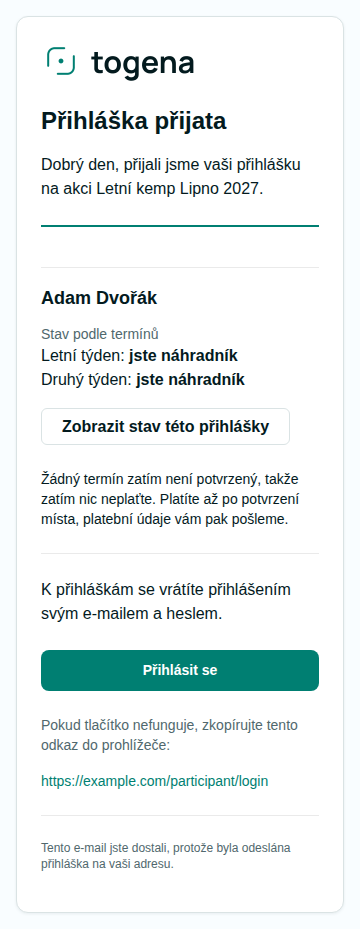 togena
Přihláška přijata
Dobrý den, přijali jsme vaši přihlášku
na akci Letní kemp Lipno 2027.
Adam Dvořák
Stav podle termínů
Letní týden: jste náhradník
Druhý týden: jste náhradník
Zobrazit stav této přihlášky
Žádný termín zatím není potvrzený, takže
zatím nic neplaťte. Platíte až po potvrzení
místa, platební údaje vám pak pošleme.
K přihláškám se vrátíte přihlášením
svým e-mailem a heslem.
Přihlásit se
Pokud tlačítko nefunguje, zkopírujte tento
odkaz do prohlížeče:
https://example.com/participant/login
Tento e-mail jste dostali, protože byla odeslána
přihláška na vaši adresu.